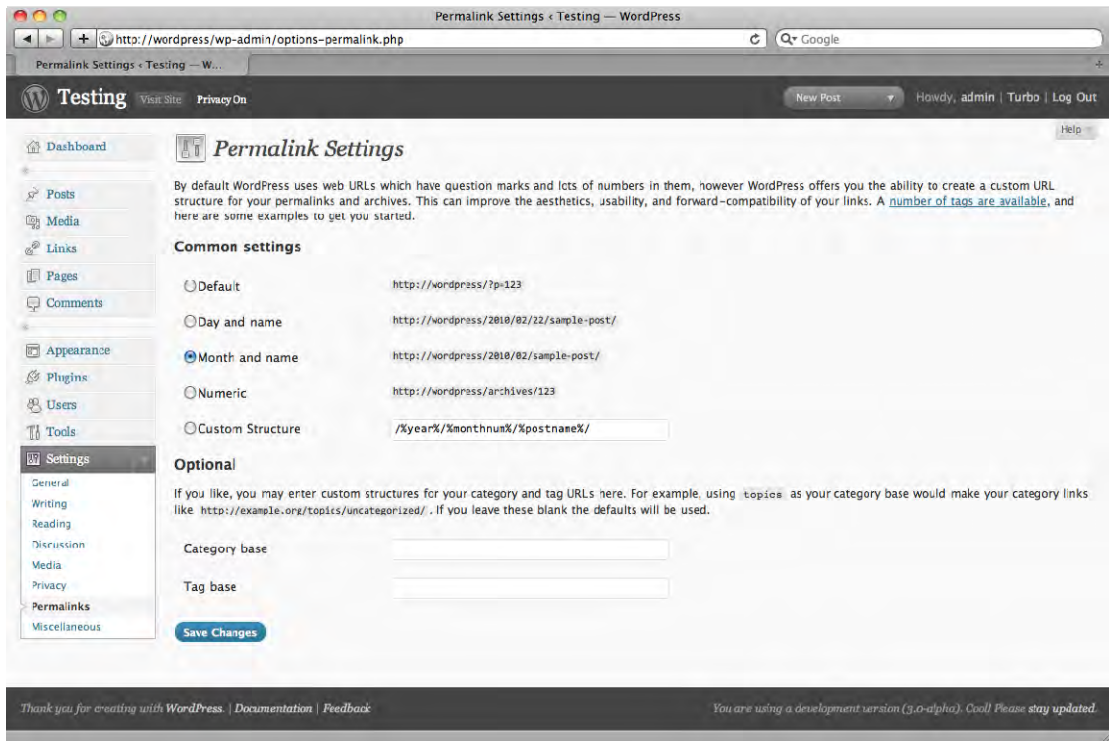 Permalink Settings ‹ Testing — WordPress
http://wordpress/wp-admin/options-permalink.php
Google
Permalink Settings ‹ Testing — W...
Testing Visit Site Privacy On
New Post
Howdy, admin | Turbo | Log Out
Help
Dashboard
Posts
Media
Links
Pages
Comments
Appearance
Plugins
Users
Tools
Settings
General
Writing
Reading
Discussion
Media
Privacy
Permalinks
Miscellaneous
Permalink Settings
By default WordPress uses web URLs which have question marks and lots of numbers in them, however WordPress offers you the ability to create a custom URL
structure for your permalinks and archives. This can improve the aesthetics, usability, and forward-compatibility of your links. A number of tags are available, and
here are some examples to get you started.
Common settings
Default http://wordpress/?p=123
Day and name http://wordpress/2010/02/22/sample-post/
Month and name http://wordpress/2010/02/sample-post/
Numeric http://wordpress/archives/123
Custom Structure /%year%/%monthnum%/%postname%/
Optional
If you like, you may enter custom structures for your category and tag URLs here. For example, using topics as your category base would make your category links
like http://example.org/topics/uncategorized/ . If you leave these blank the defaults will be used.
Category base
Tag base
Save Changes
Thank you for creating with WordPress. | Documentation | Feedback
You are using a development version (3.0-alpha). Cool! Please stay updated.